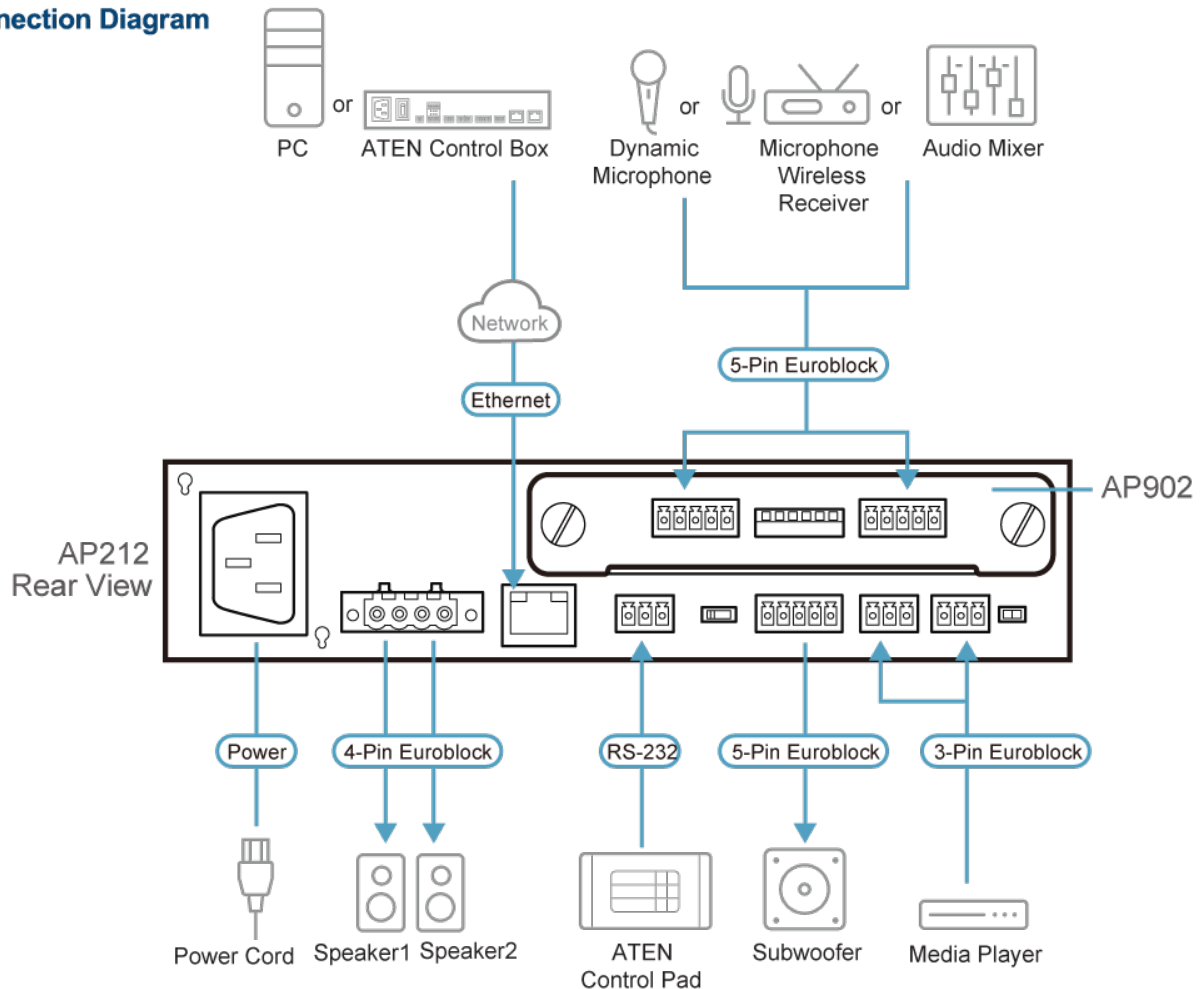 nection Diagram
or
or
or
PC
ATEN Control Box
Dynamic
Microphone
Microphone
Wireless
Receiver
Audio Mixer
Network
5-Pin Euroblock
Ethernet
AP902
AP212
Rear View
Power
4-Pin Euroblock
RS-232
5-Pin Euroblock
3-Pin Euroblock
Power Cord
Speaker1
Speaker2
ATEN
Control Pad
Subwoofer
Media Player